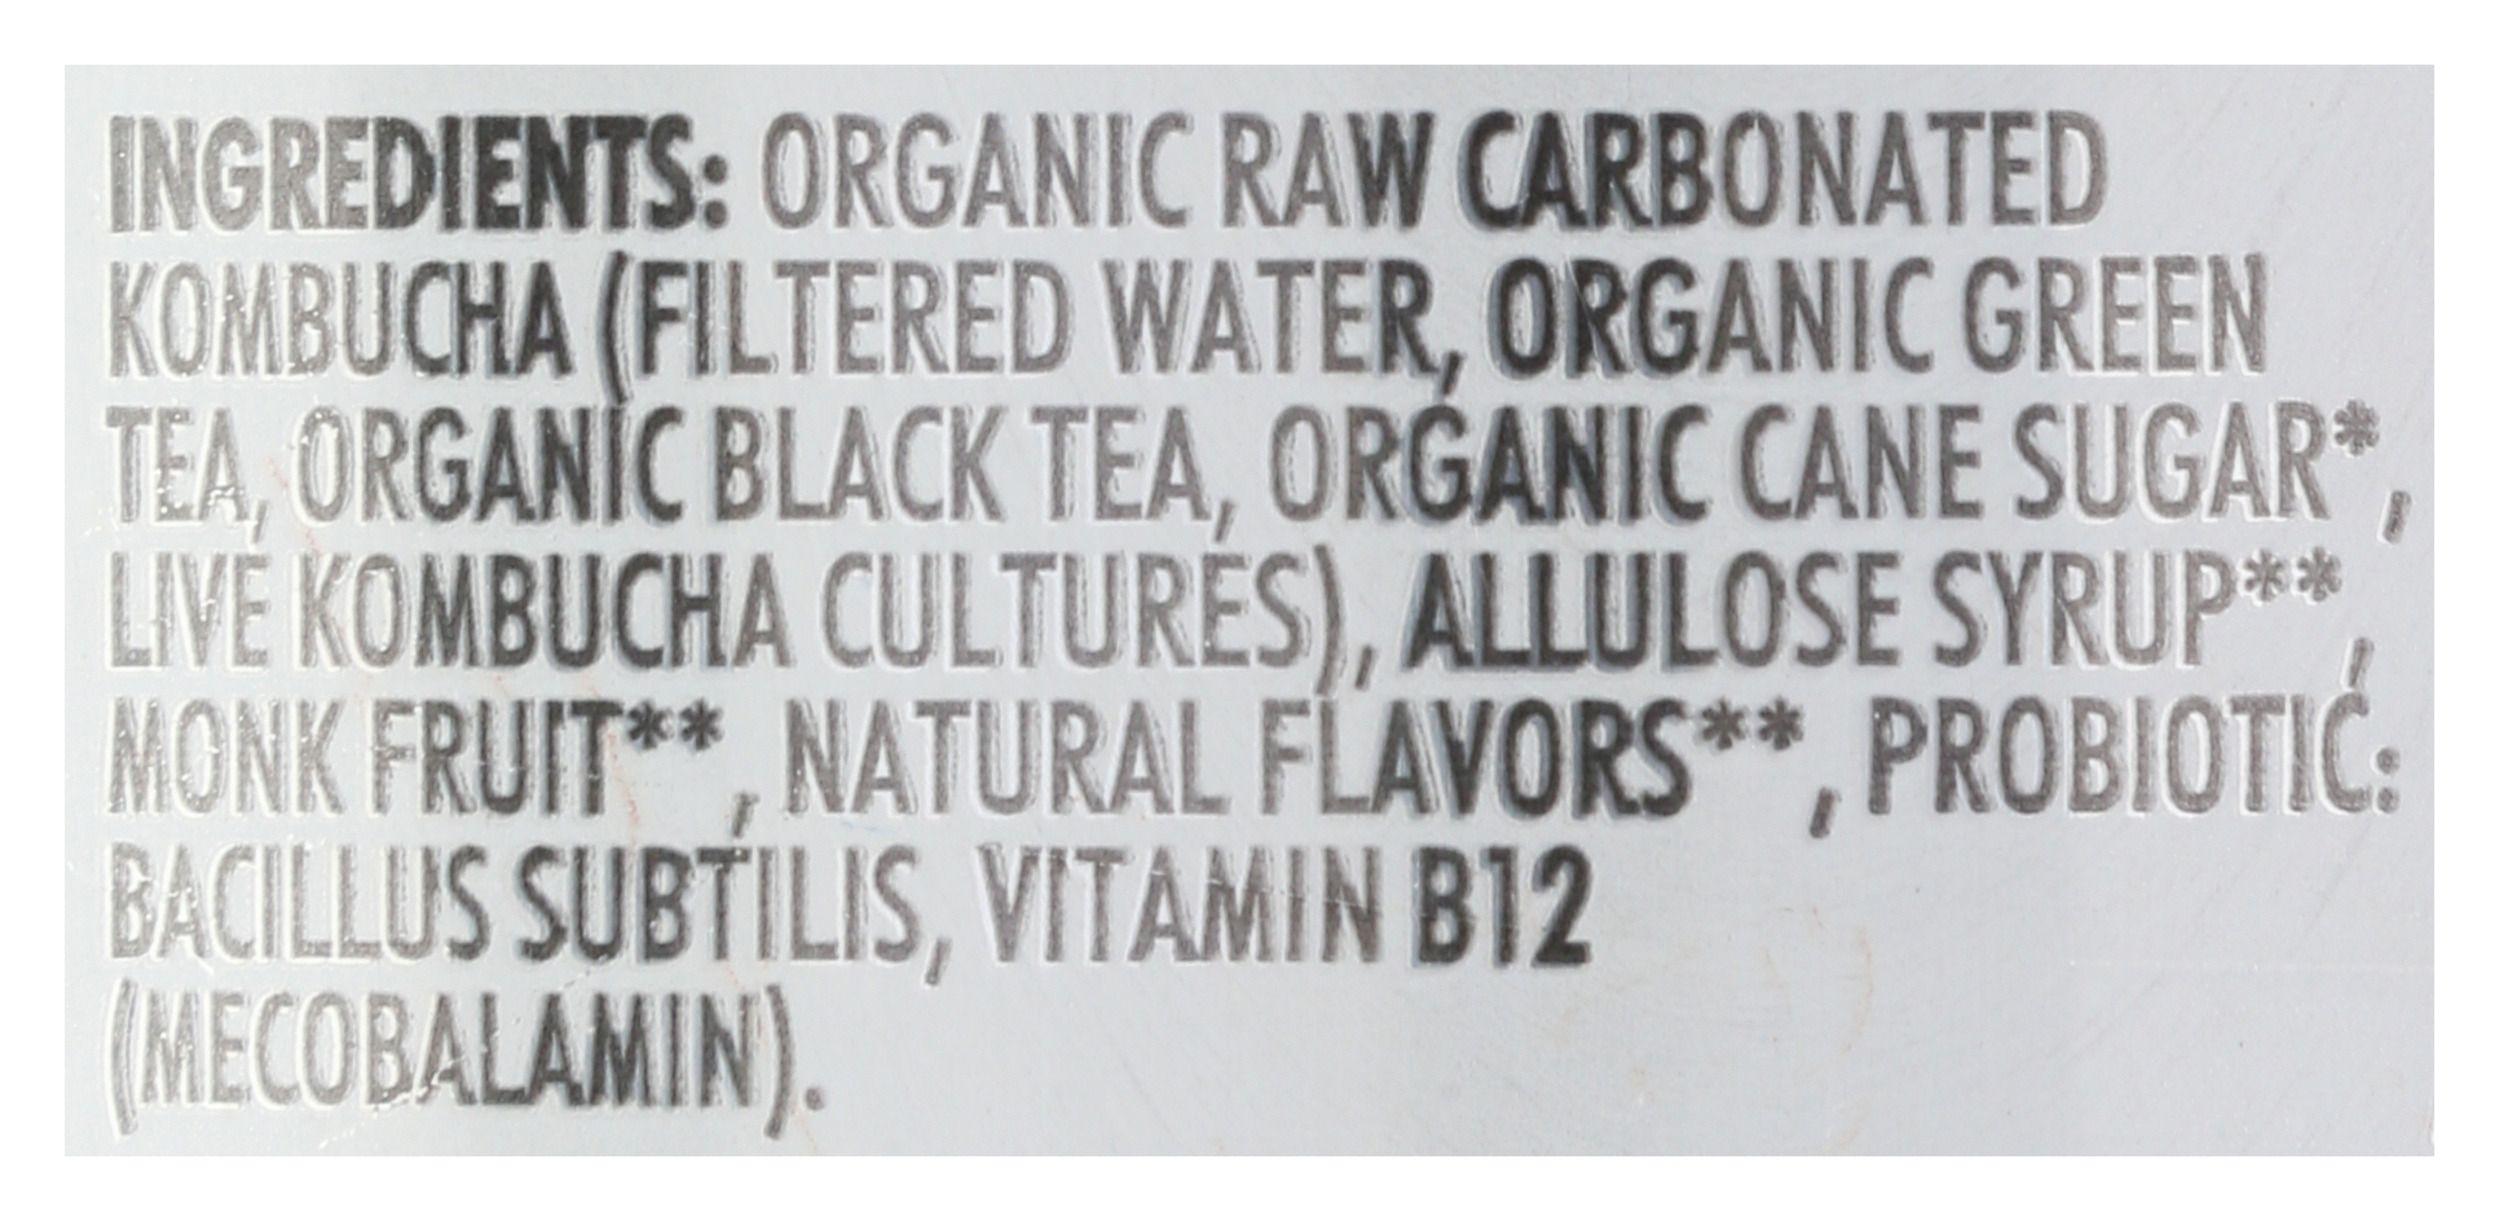 INGREDIENTS: ORGANIC RAW CARBONATED
KOMBUCHA (FILTERED WATER, ORGANIC GREEN
TEA, ORGANIC BLACK TEA, ORGANIC CANE SUGAR*,
LIVE KOMBUCHA CULTURES), ALLULOSE SYRUP**,
MONK FRUIT**, NATURAL FLAVORS**, PROBIOTIC:
BACILLUS SUBTILIS, VITAMIN B12
(MECOBALAMIN).